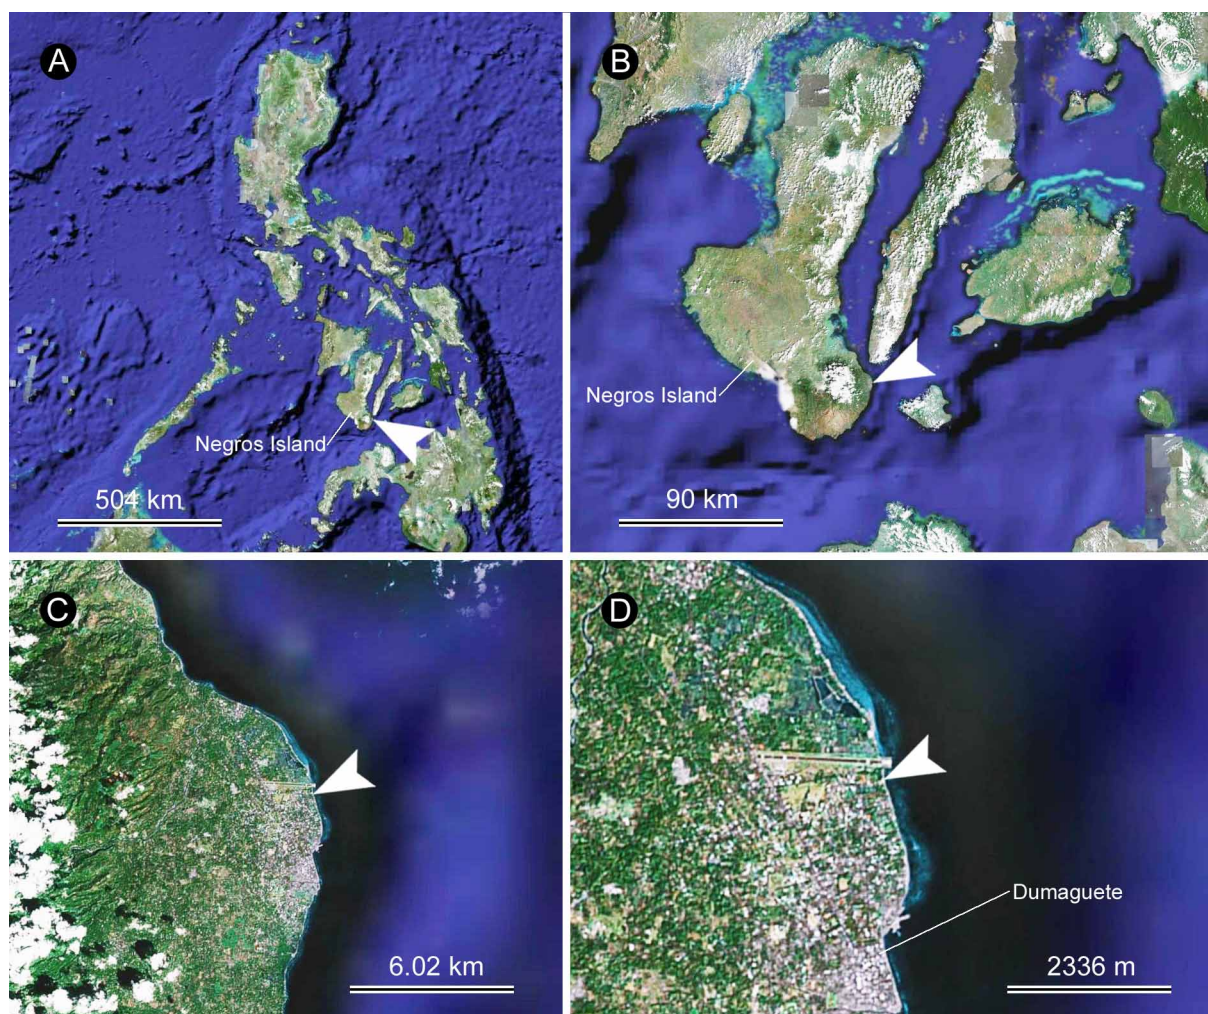 A
Negros Island
504 km
B
Negros Island
90 km
C
6.02 km
D
Dumaguete
2336 m